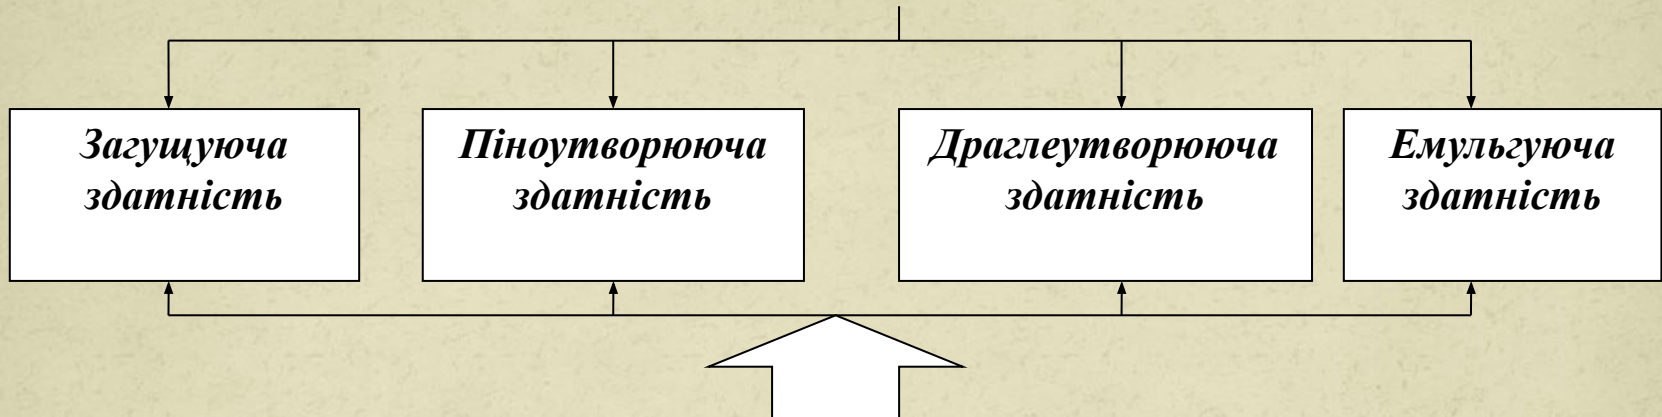 Загущуюча
здатність
Піноутворююча
здатність
Драглеутворююча
здатність
Емульгуюча
здатність